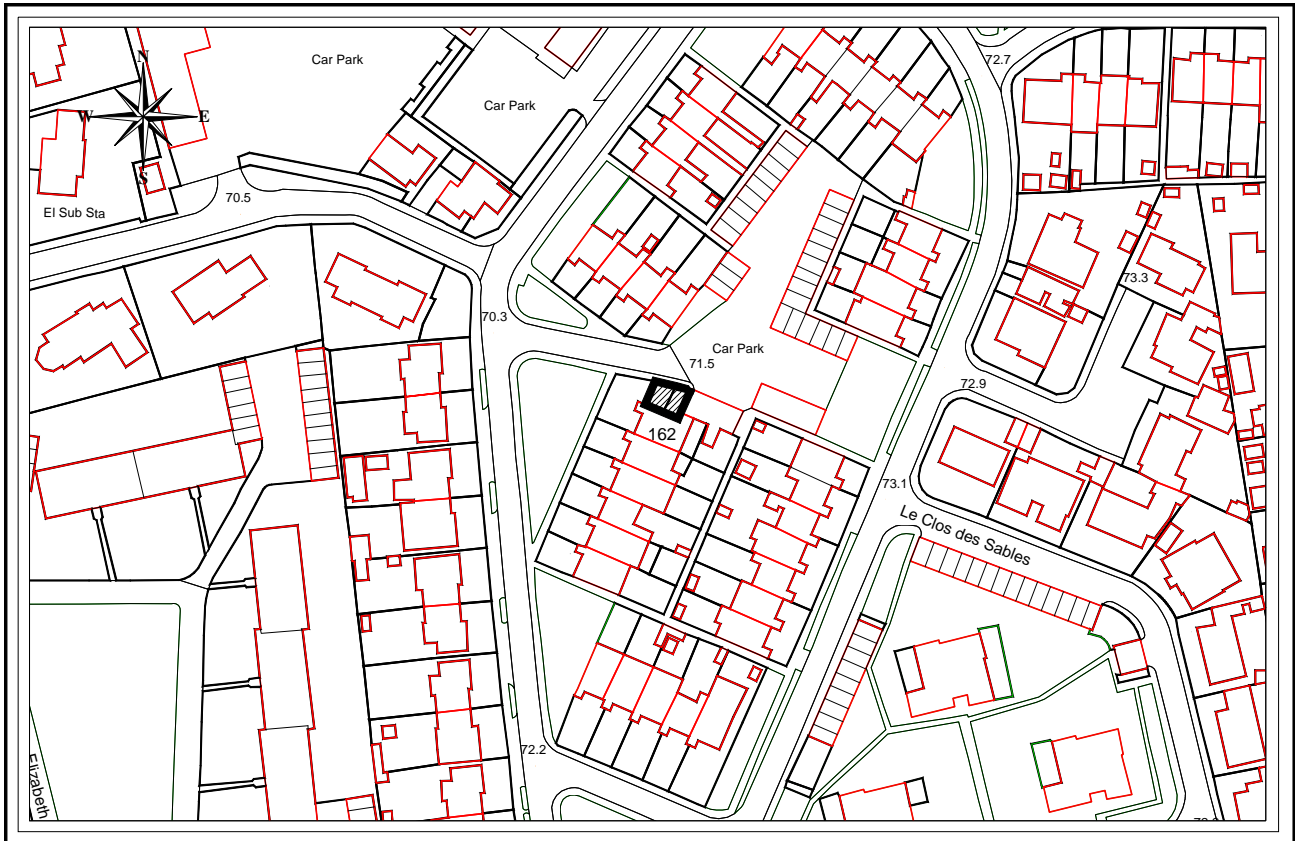 N
Car Park
72.7
Car Park
W
E
S
70.5
El Sub Sta
73.3
70.3
Car Park
71.5
72.9
162
73.1
Le Clos des Sables
72.2
Elizabeth